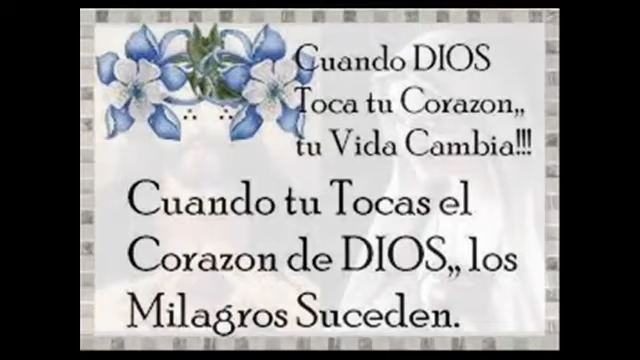 Cuando DIOS
Toca tu Corazon,,
tu Vida Cambia!!!
Cuando tu Tocas el
Corazon de DIOS,, los
Milagros Suceden.